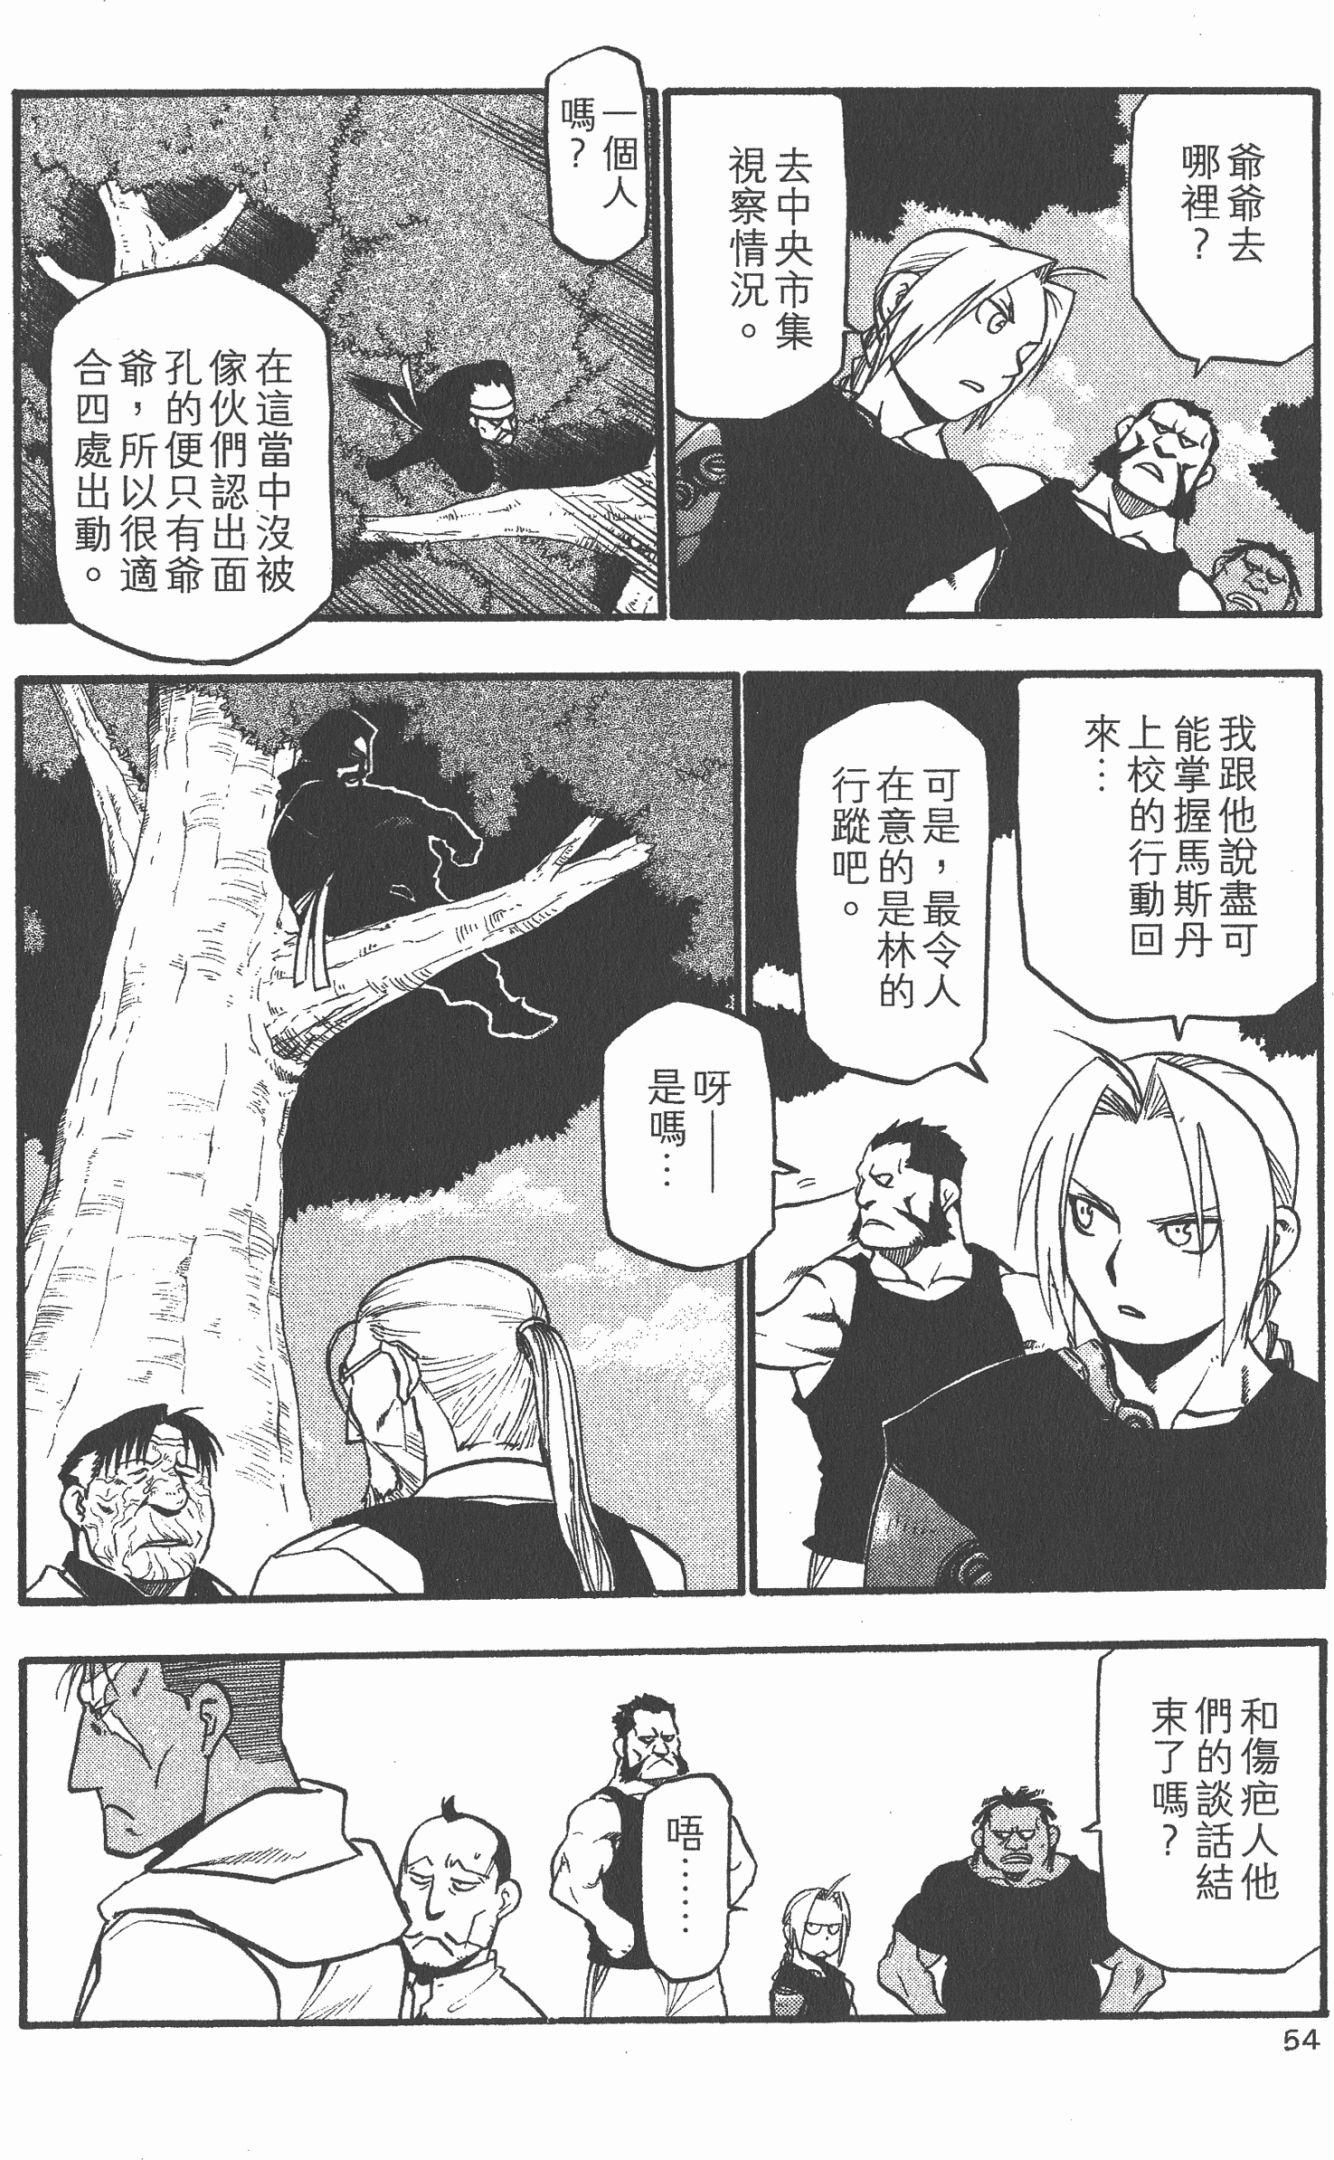 爺爺去
哪裡？
去中央市集
視察情況。
一個人
嗎？
在這當中沒被
傢伙們認出面
孔的便只有爺
爺，所以很適
合四處出動。
我跟他說盡可
能掌握馬斯丹
上校的行動回
來…
可是，最令人
在意的是林的
行蹤吧。
呀——
是嗎…
和傷疤人他
們的談話結
束了嗎？
唔……
54